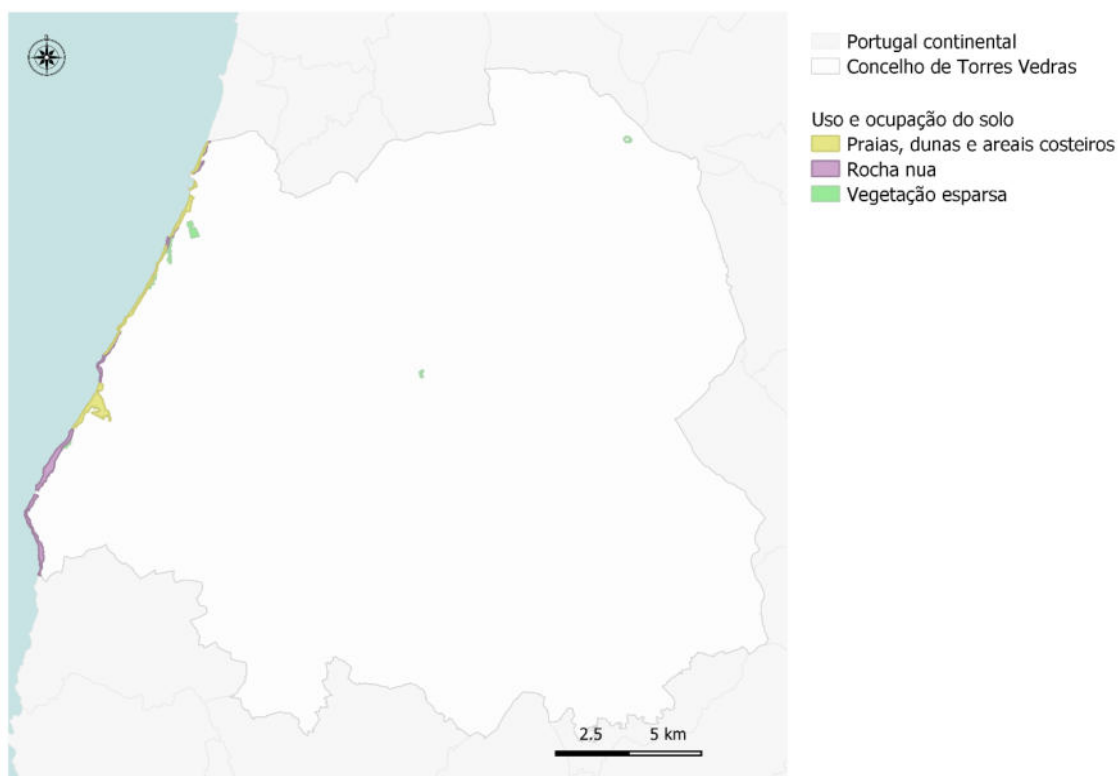 Portugal continental
Concelho de Torres Vedras
Uso e ocupação do solo
Praias, dunas e areais costeiros
Rocha nua
Vegetação esparsa
2.5 5 km